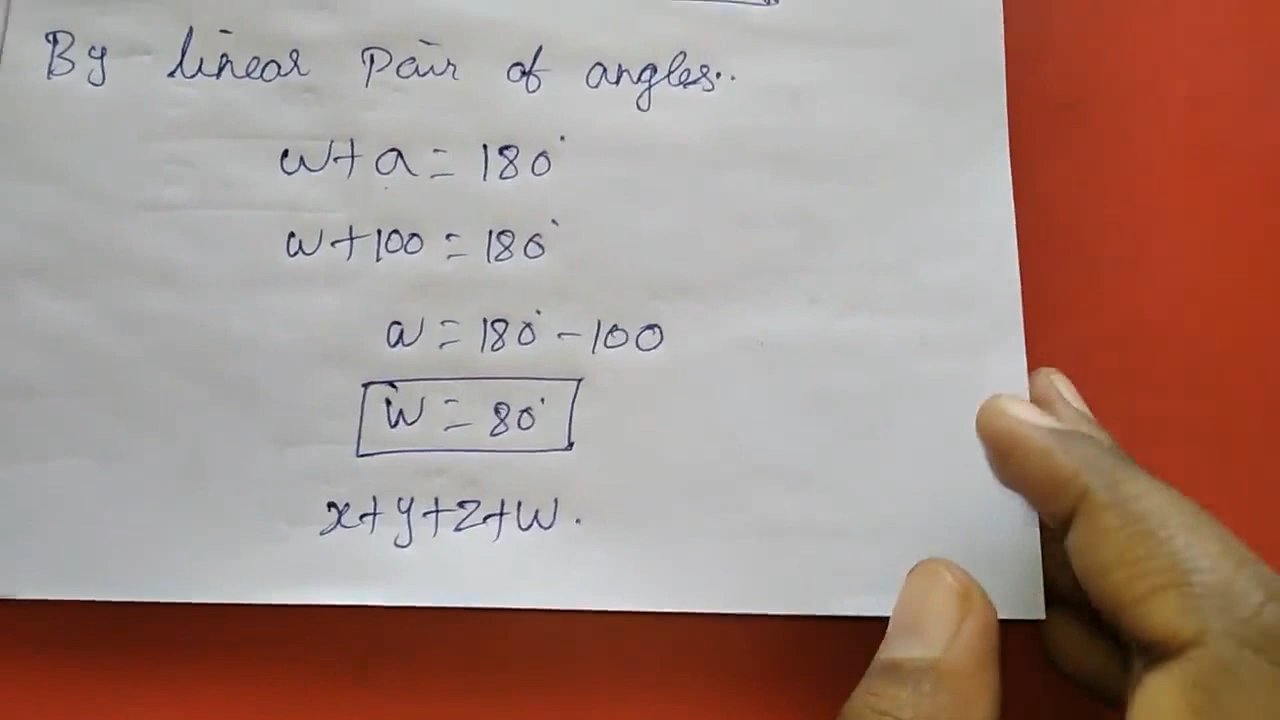 By linear Pair of angles..
w+a=180°
w+100=180°
w=180°-100
w=80°
x+y+z+w.